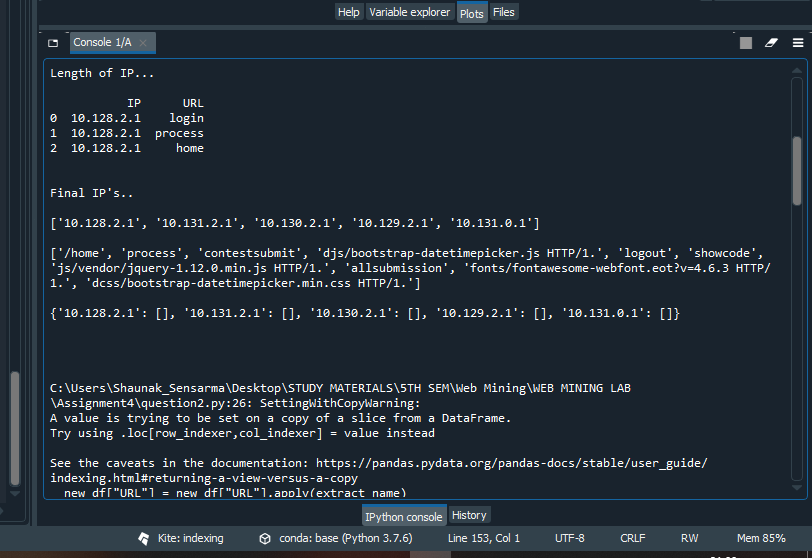 Help Variable explorer Plots Files
Console 1/A
Length of IP...
IP URL
0 10.128.2.1 login
1 10.128.2.1 process
2 10.128.2.1 home
Final IP's..
['10.128.2.1', '10.131.2.1', '10.130.2.1', '10.129.2.1', '10.131.0.1']
['/home', 'process', 'contestsubmit', 'djs/bootstrap-datetimepicker.js HTTP/1.', 'logout', 'showcode',
'js/vendor/jquery-1.12.0.min.js HTTP/1.', 'allsubmission', 'fonts/fontawesome-webfont.eot?v=4.6.3 HTTP/
1.', 'dcss/bootstrap-datetimepicker.min.css HTTP/1.']
{'10.128.2.1': [], '10.131.2.1': [], '10.130.2.1': [], '10.129.2.1': [], '10.131.0.1': []}
C:\Users\Shaunak_Sensarma\Desktop\STUDY MATERIALS\5TH SEM\Web Mining\WEB MINING LAB
\Assignment4\question2.py:26: SettingWithCopyWarning:
A value is trying to be set on a copy of a slice from a DataFrame.
Try using .loc[row_indexer,col_indexer] = value instead
See the caveats in the documentation: https://pandas.pydata.org/pandas-docs/stable/user_guide/
indexing.html#returning-a-view-versus-a-copy
new_df["URL"] = new_df["URL"].apply(extract_name)
IPython console History
Kite: indexing conda: base (Python 3.7.6) Line 153, Col 1 UTF-8 CRLF RW Mem 85%